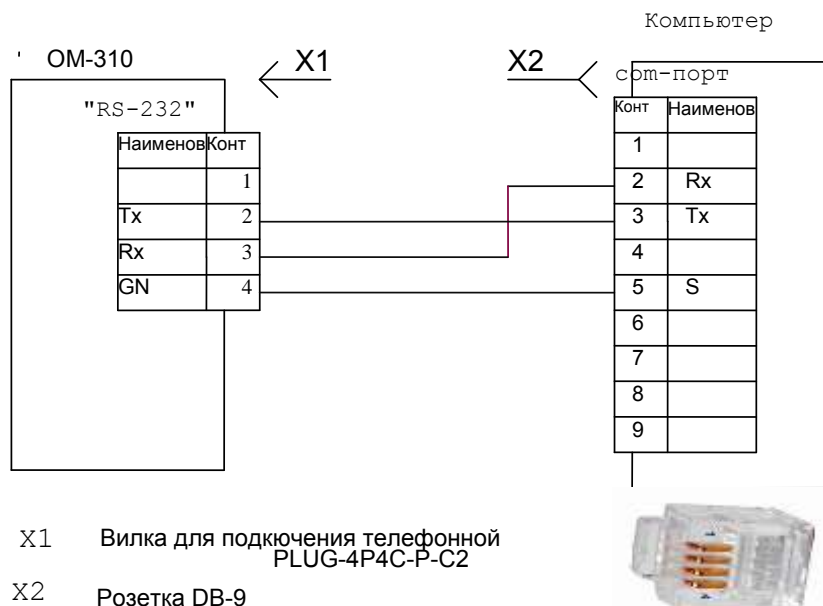 Компьютер
' OM-310
X1
X2
com-порт
"RS-232"
Конт Наименов
Наименов Конт
1
1
2 Rx
Tx 2
3 Tx
Rx 3
4
GN 4
5 S
6
7
8
9
X1 Вилка для подкючения телефонной
PLUG-4P4C-P-C2
X2 Розетка DB-9